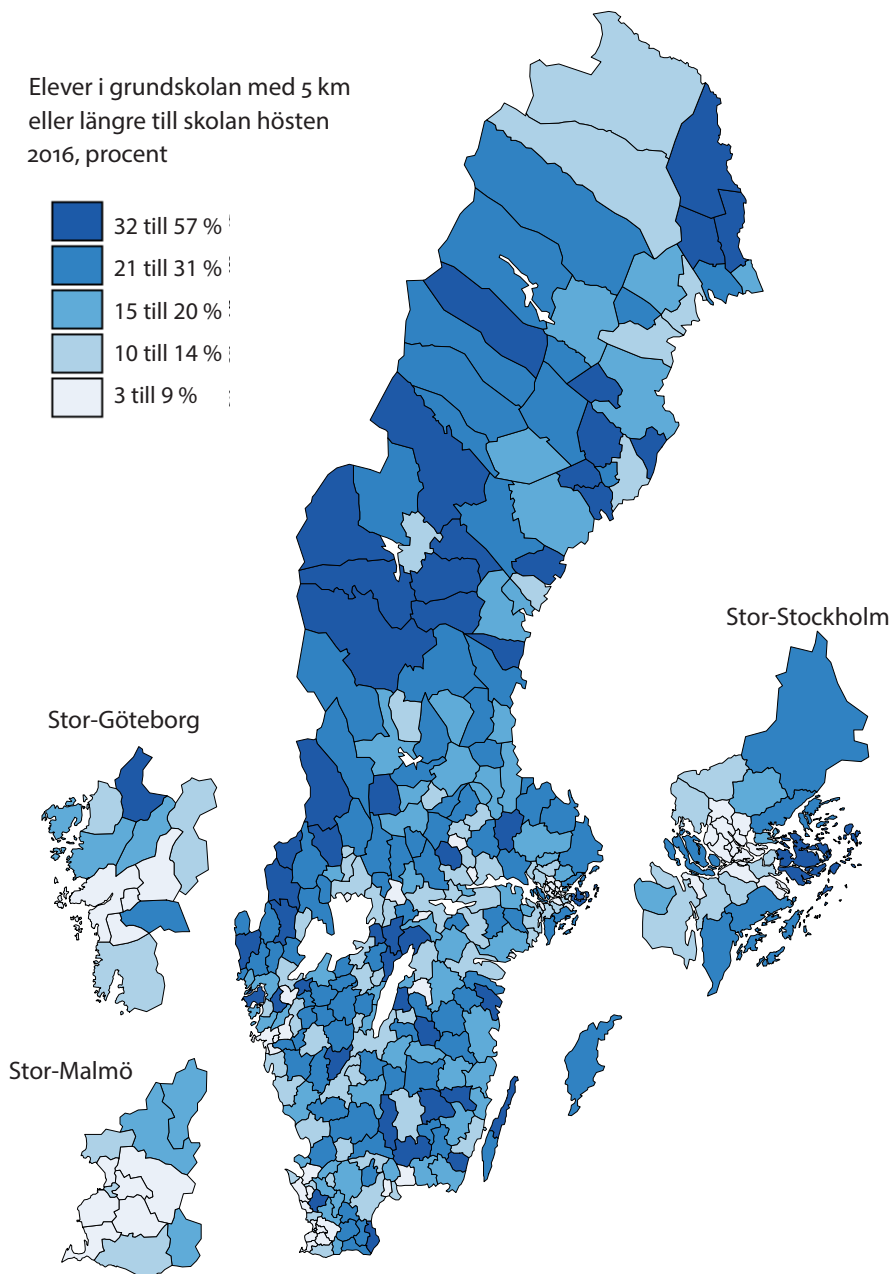 Elever i grundskolan med 5 km
eller längre till skolan hösten
2016, procent
32 till 57 %
21 till 31 %
15 till 20 %
10 till 14 %
3 till 9 %
Stor-Stockholm
Stor-Göteborg
Stor-Malmö